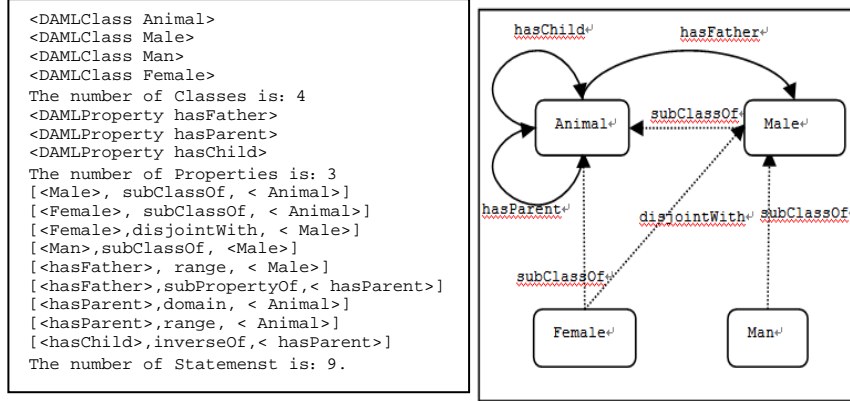 <DAMLClass Animal>
<DAMLClass Male>
<DAMLClass Man>
<DAMLClass Female>
The number of Classes is: 4
<DAMLProperty hasFather>
<DAMLProperty hasParent>
<DAMLProperty hasChild>
The number of Properties is: 3
[<Male>, subClassOf, < Animal>]
[<Female>, subClassOf, < Animal>]
[<Female>,disjointWith, < Male>]
[<Man>,subClassOf, <Male>]
[<hasFather>, range, < Male>]
[<hasFather>,subPropertyOf,< hasParent>]
[<hasParent>,domain, < Animal>]
[<hasParent>,range, < Animal>]
[<hasChild>,inverseOf,< hasParent>]
The number of Statemenst is: 9.
hasChild↵
hasFather↵
subClassOf↵
Animal↵
Male↵
hasParent↵
disjointWith↵
subClassOf↵
subClassOf↵
Female↵
Man↵